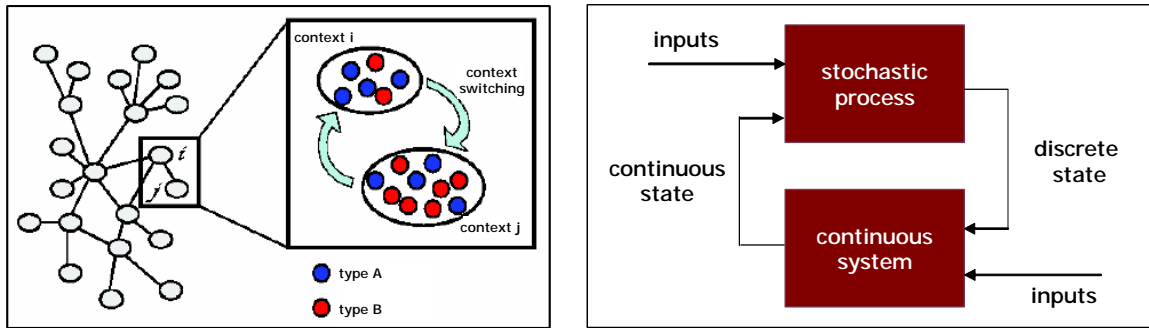 context i
context
switching
i
j
context j
type A
type B
inputs
stochastic
process
continuous
state
discrete
state
continuous
system
inputs